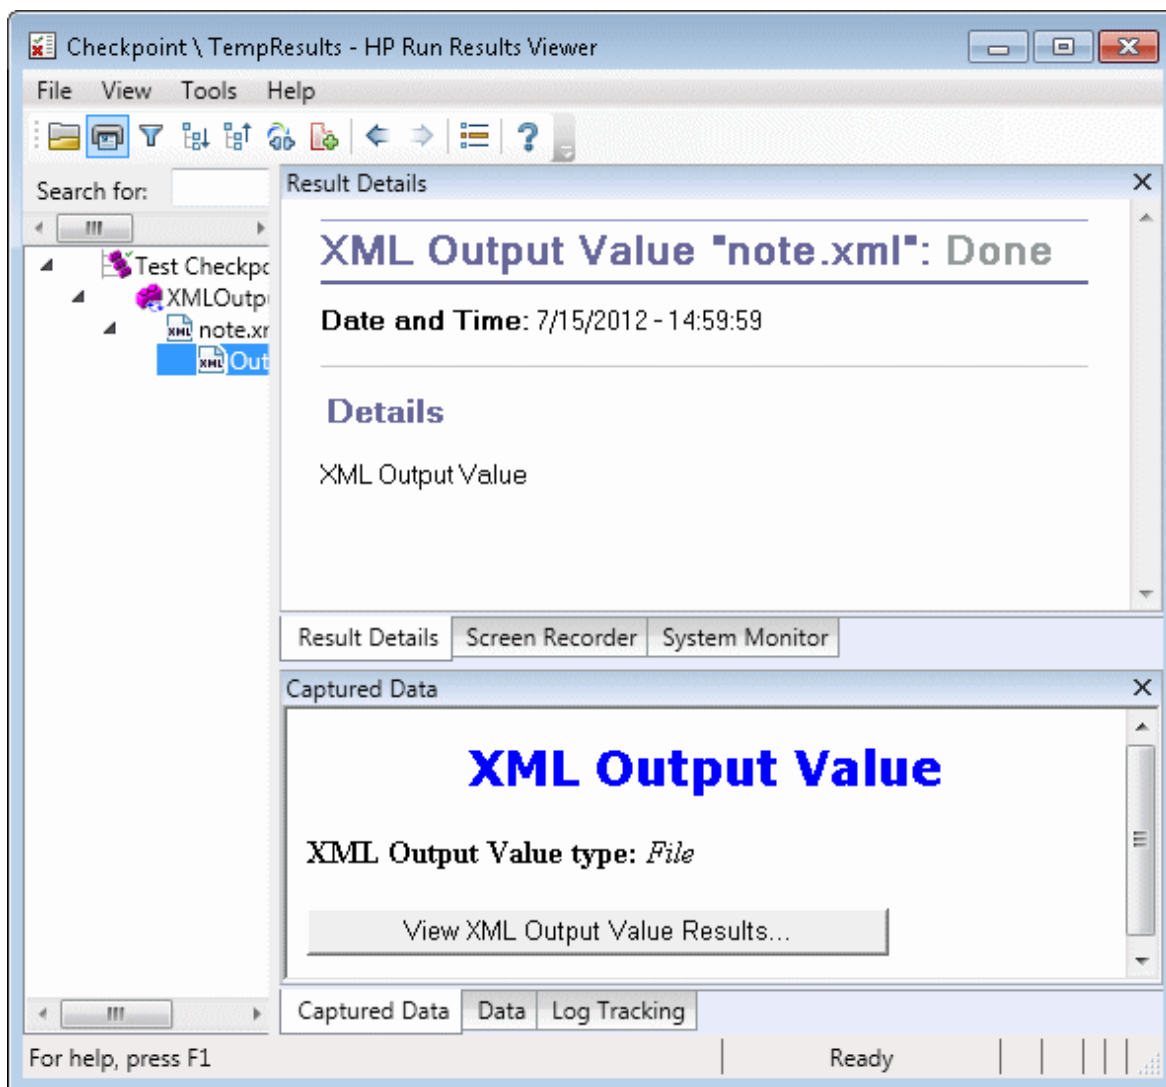 Checkpoint \ TempResults - HP Run Results Viewer
File View Tools Help
Search for:
Result Details
XML Output Value "note.xml": Done
Test Checkpo
XMLOutp
Date and Time: 7/15/2012 - 14:59:59
XML note.xr
XML Out
Details
XML Output Value
Result Details Screen Recorder System Monitor
Captured Data
XML Output Value
XML Output Value type: File
View XML Output Value Results...
Captured Data Data Log Tracking
For help, press F1 Ready